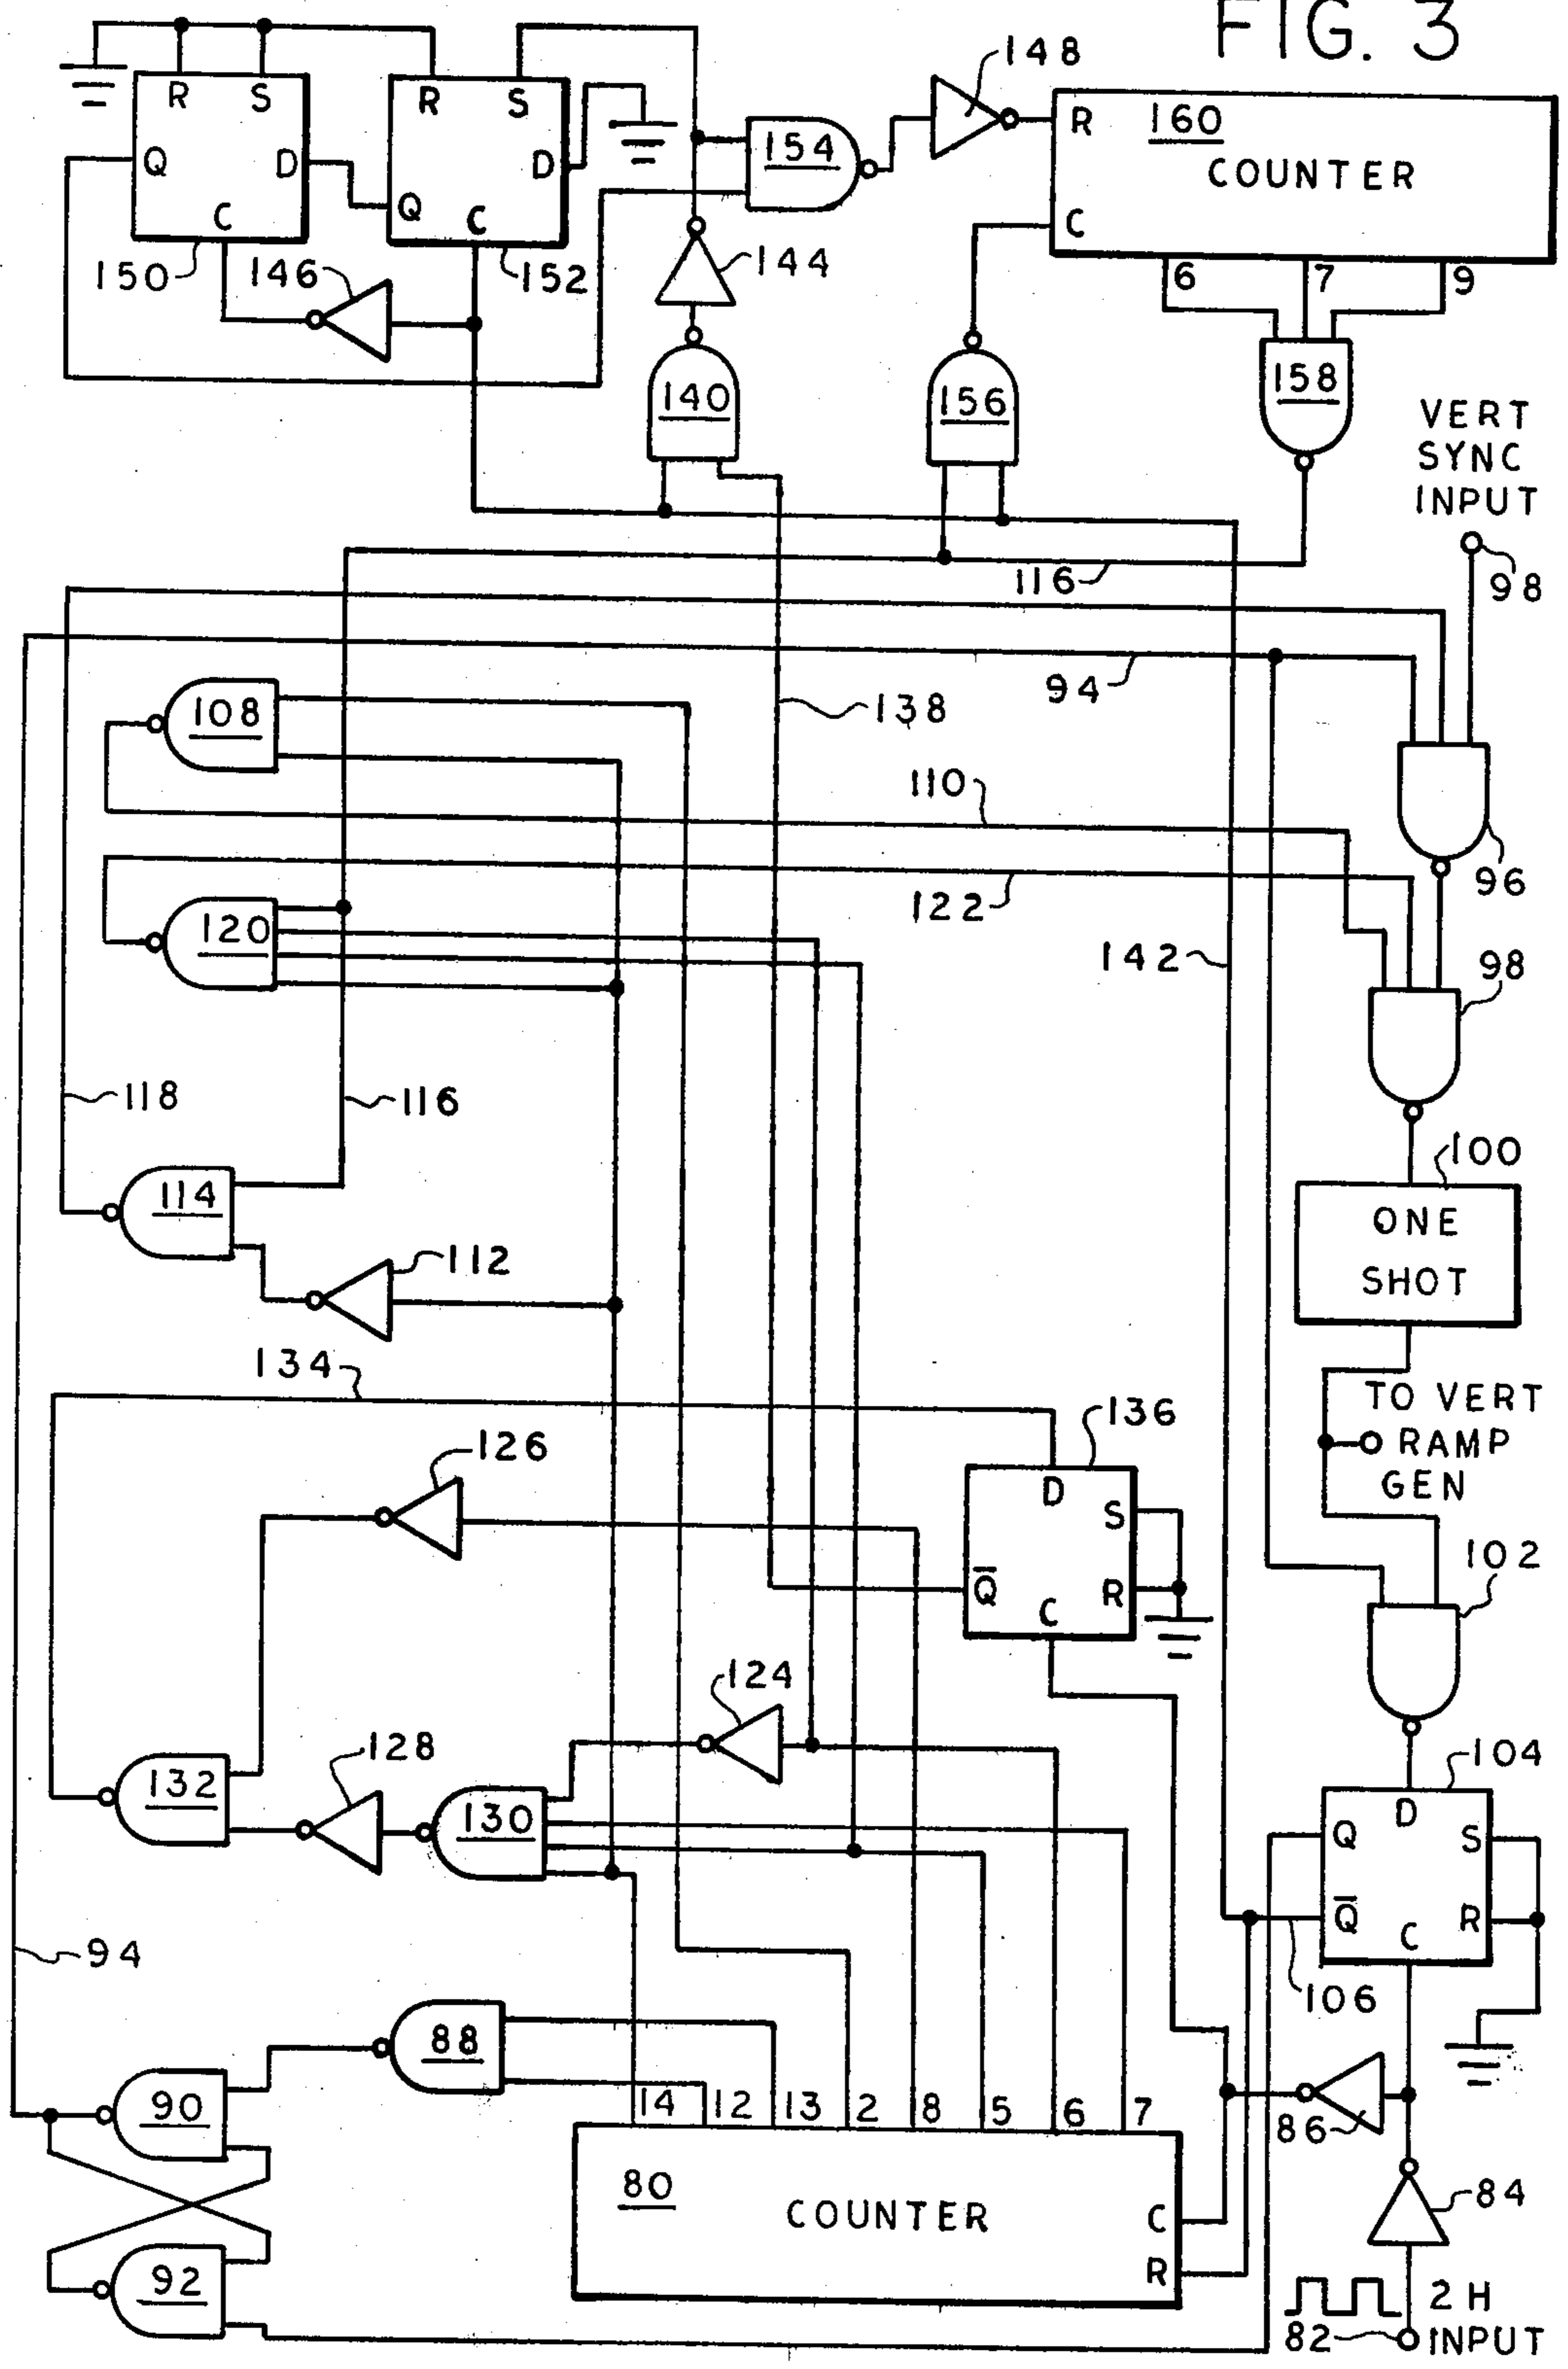 FIG. 3
148
R S
R S
154
R 160
COUNTER
Q D
D
Q
C
C
C
150
146
152
144
6 7 9
140
156
158
VERT
SYNC
INPUT
116
98
94
108
138
110
96
122
120
142
98
118
116
100
114
ONE
SHOT
112
134
136
TO VERT
RAMP
GEN
126
D
S
102
Q̅
R
C
124
128
104
132
130
D
Q
S
Q̅
R
C
94
106
88
14 12 13 2 8 5 6 7
90
86
80
COUNTER
C
84
R
92
2H
82
INPUT